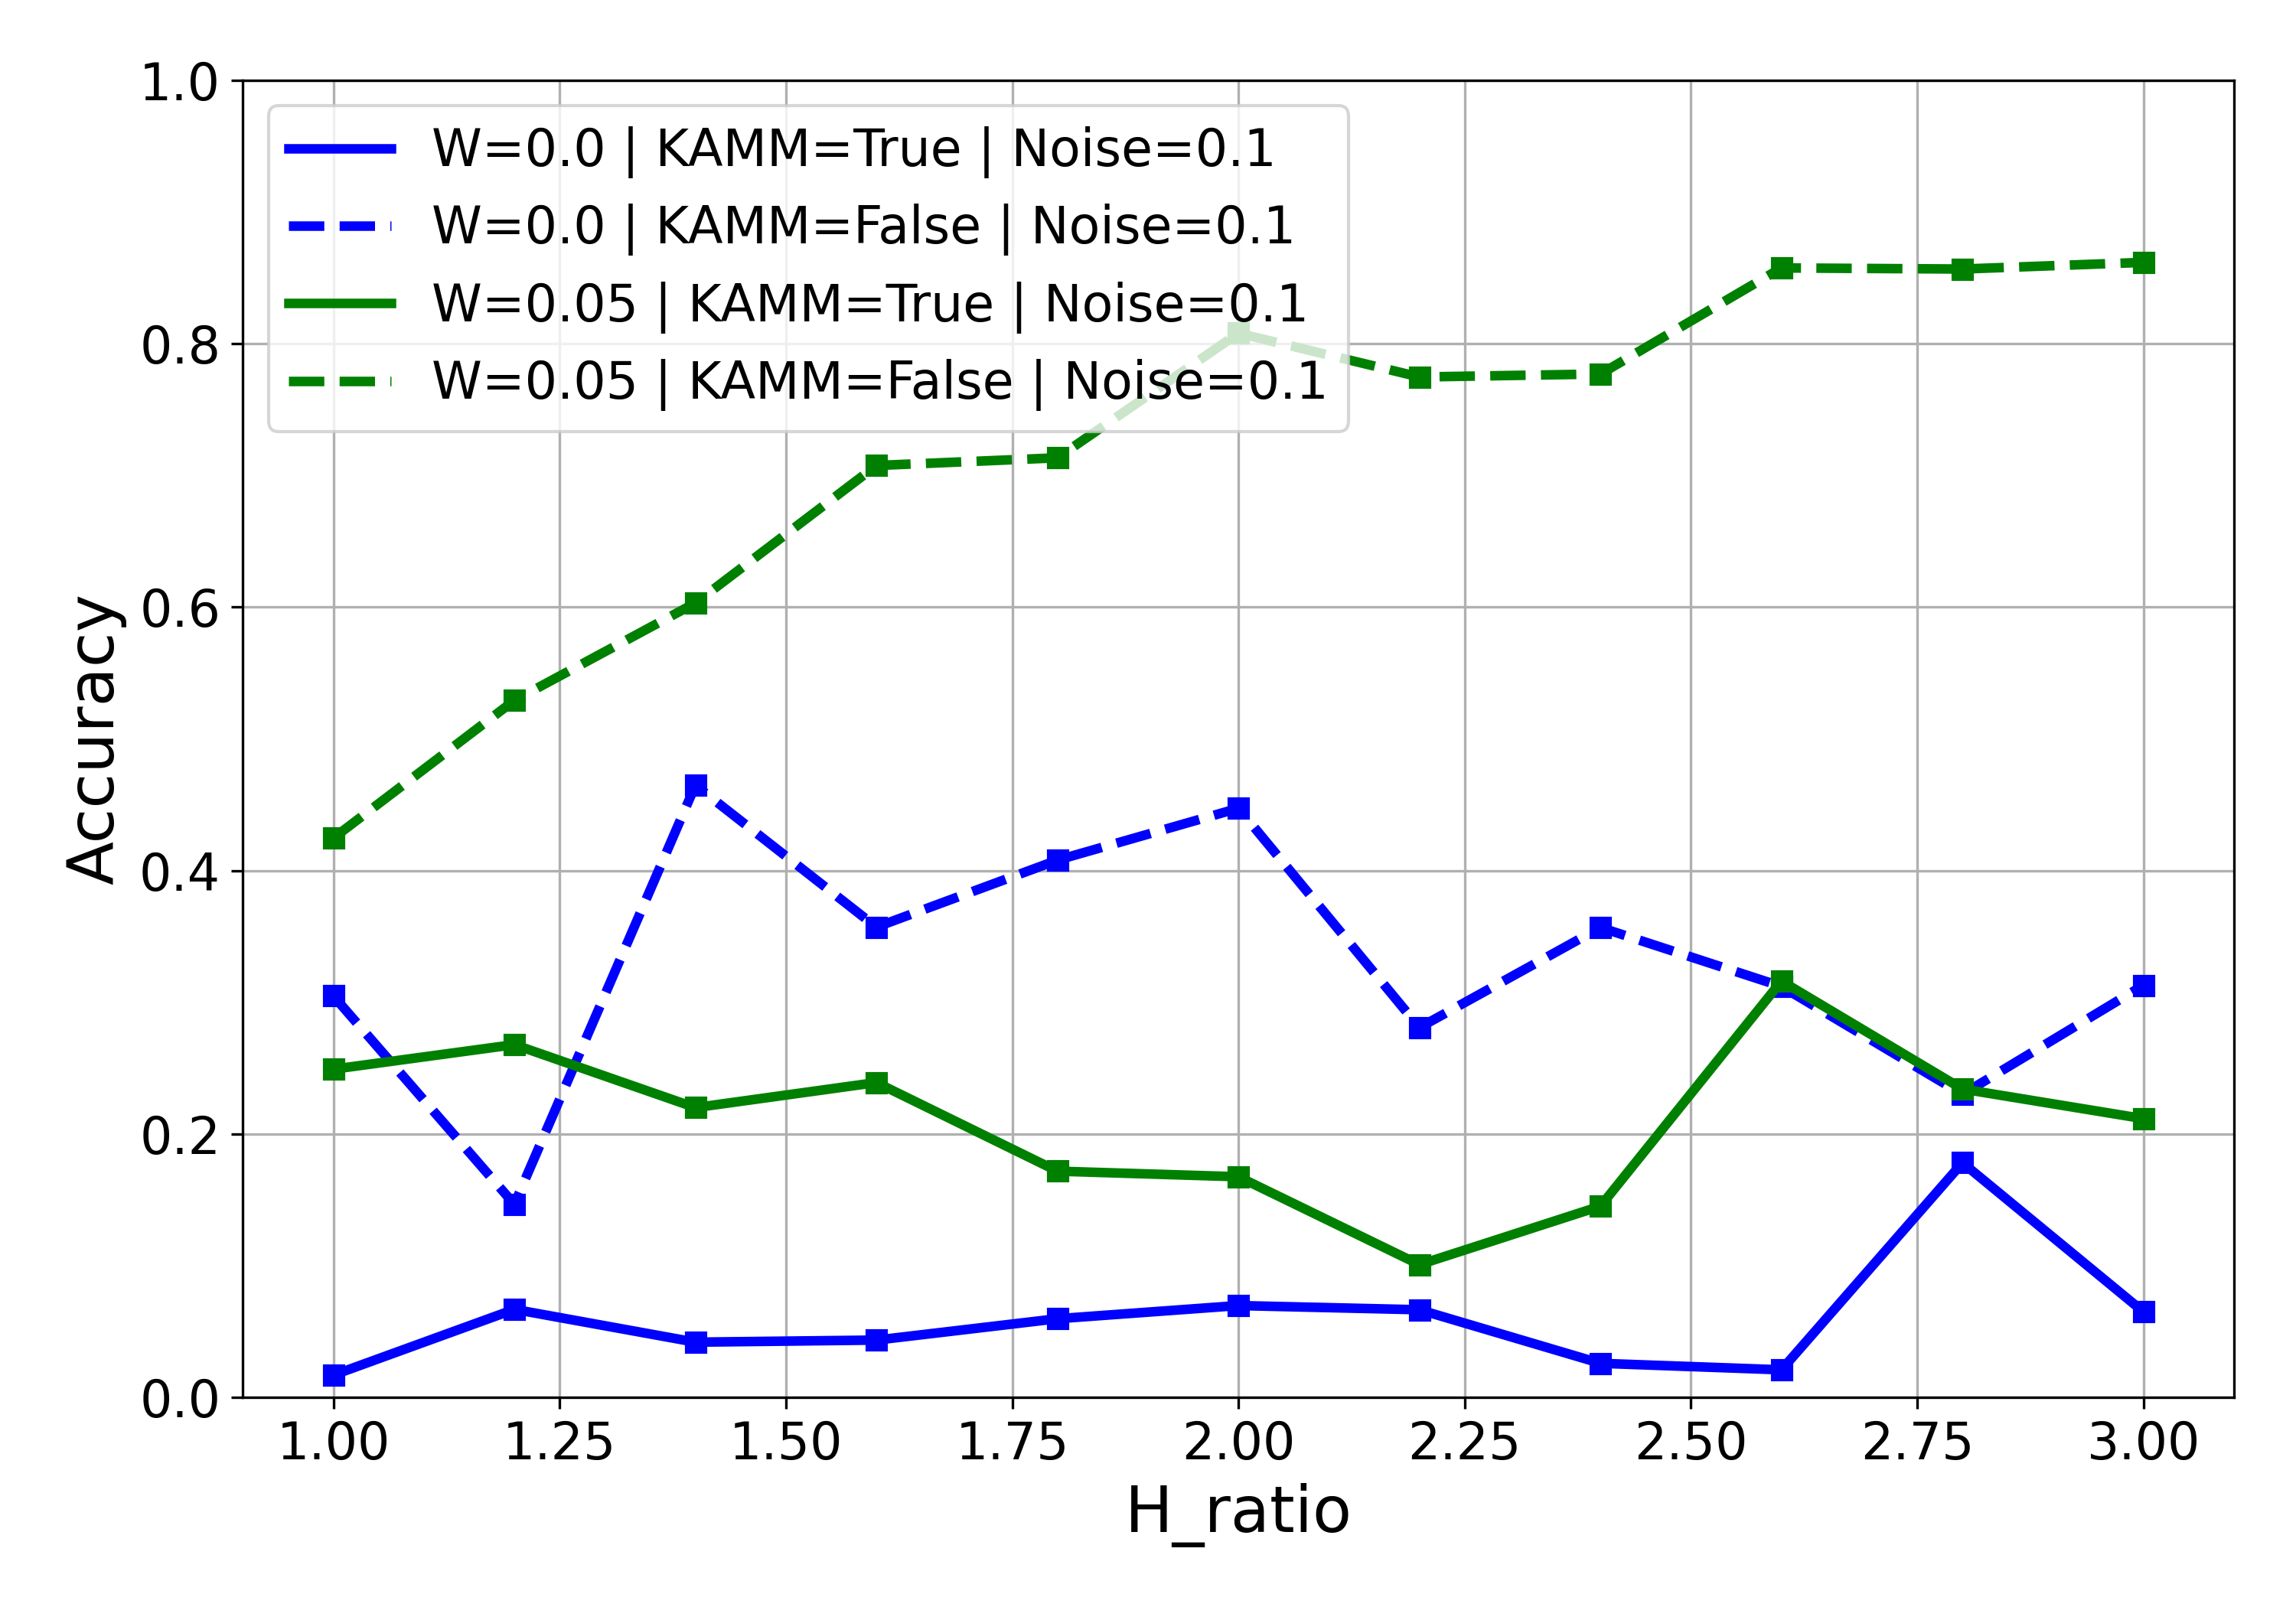 1.0
0.8
0.6
0.4
0.2
0.0
Accuracy
W=0.0 | KAMM=True | Noise=0.1
W=0.0 | KAMM=False | Noise=0.1
W=0.05 | KAMM=True | Noise=0.1
W=0.05 | KAMM=False | Noise=0.1
1.00 1.25 1.50 1.75 2.00 2.25 2.50 2.75 3.00
H_ratio